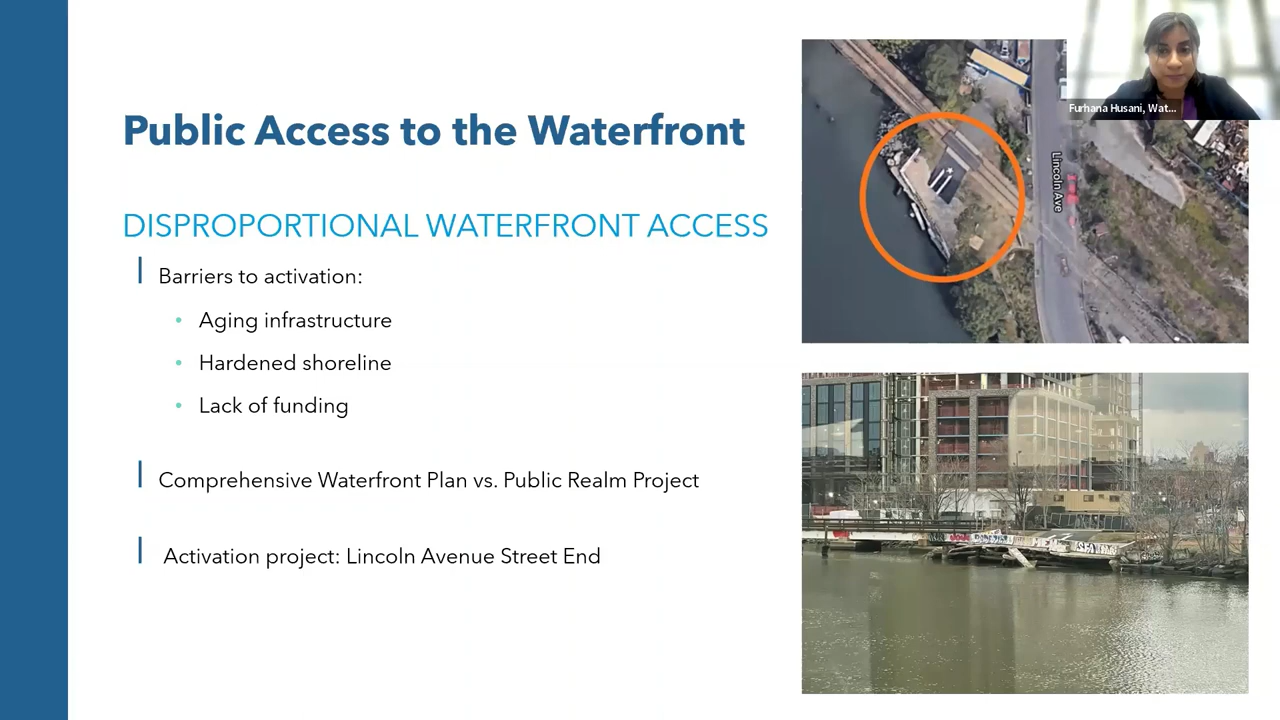 Public Access to the Waterfront
DISPROPORTIONAL WATERFRONT ACCESS
Barriers to activation:
• Aging infrastructure
• Hardened shoreline
• Lack of funding
Comprehensive Waterfront Plan vs. Public Realm Project
Activation project: Lincoln Avenue Street End
Lincoln Ave
Furhana Husani, Wat...